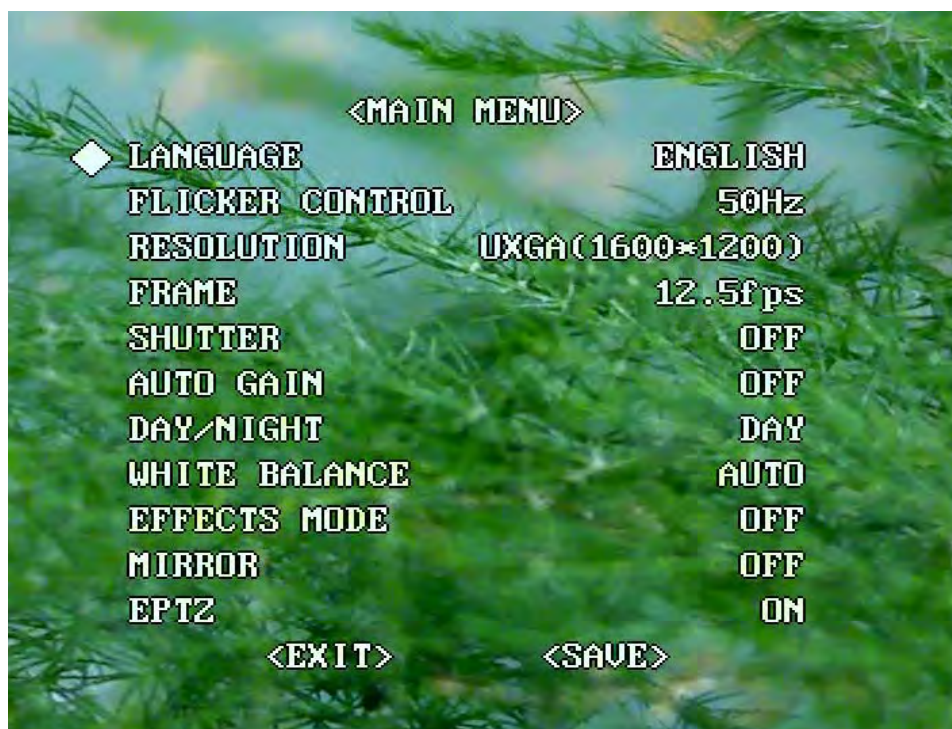 <MAIN MENU>
LANGUAGE ENGLISH
FLICKER CONTROL 50Hz
RESOLUTION UXGA(1600*1200)
FRAME 12.5fps
SHUTTER OFF
AUTO GAIN OFF
DAY/NIGHT DAY
WHITE BALANCE AUTO
EFFECTS MODE OFF
MIRROR OFF
EPTZ ON
<EXIT> <SAVE>